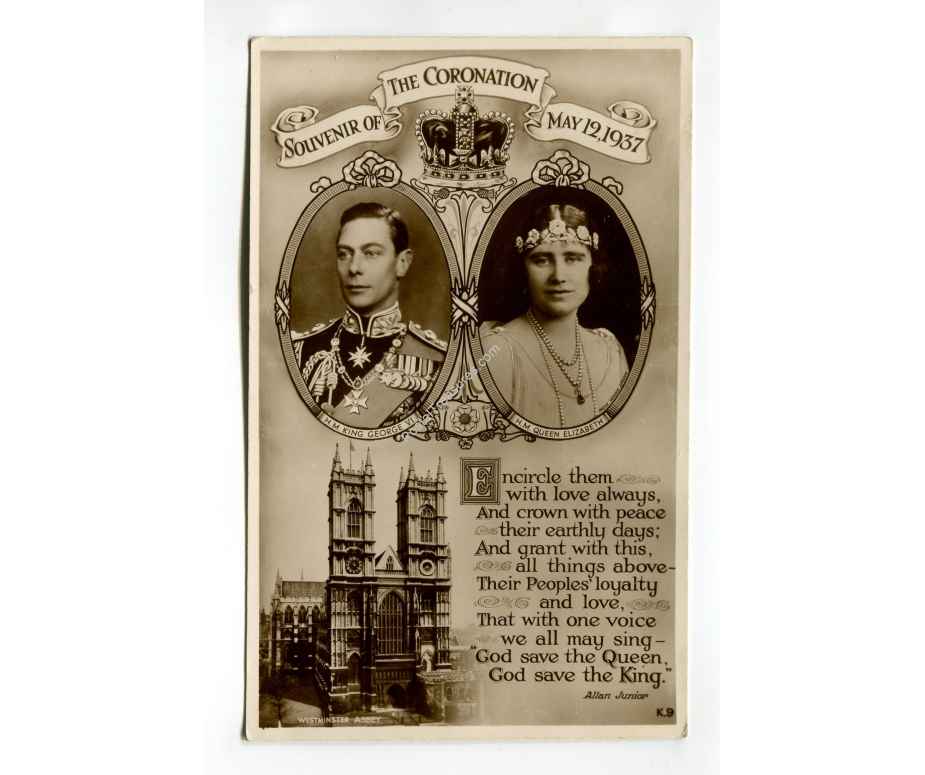 SOUVENIR OF THE CORONATION MAY 12, 1937
H.M. KING GEORGE VI
H.M. QUEEN ELIZABETH
Encircle them
with love always,
And crown with peace
their earthly days;
And grant with this,
all things above-
Their Peoples' loyalty
and love,
That with one voice
we all may sing-
"God save the Queen,
God save the King."
Allan Junior
WESTMINSTER ABBEY
K.9